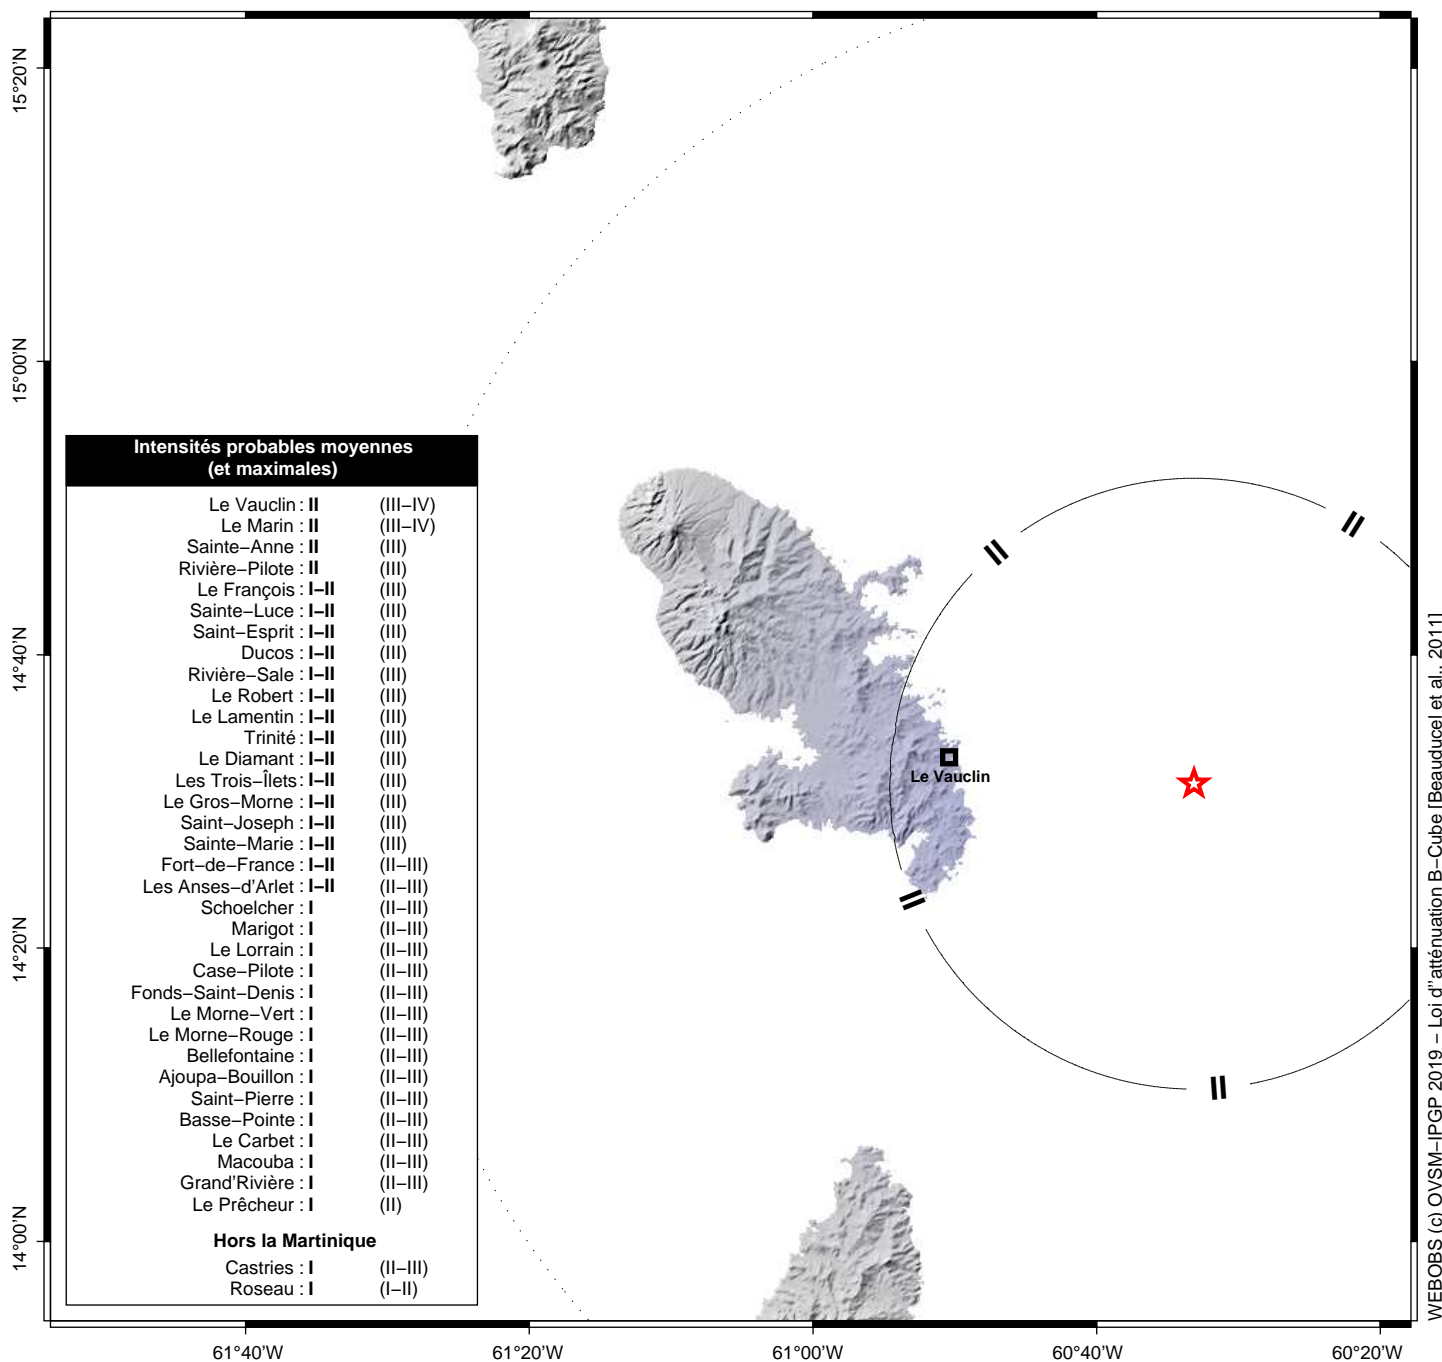 15°20'N
15°00'N
14°40'N
14°20'N
14°00'N
Intensités probables moyennes
(et maximales)
Le Vauclin : II (III–IV)
Le Marin : II (III–IV)
Sainte–Anne : II (III)
Rivière–Pilote : II (III)
Le François : I–II (III)
Sainte–Luce : I–II (III)
Saint–Esprit : I–II (III)
Ducos : I–II (III)
Rivière–Sale : I–II (III)
Le Robert : I–II (III)
Le Lamentin : I–II (III)
Trinité : I–II (III)
Le Diamant : I–II (III)
Les Trois–Îlets : I–II (III)
Le Gros–Morne : I–II (III)
Saint–Joseph : I–II (III)
Sainte–Marie : I–II (III)
Fort–de–France : I–II (II–III)
Les Anses–d'Arlet : I–II (II–III)
Schoelcher : I (II–III)
Marigot : I (II–III)
Le Lorrain : I (II–III)
Case–Pilote : I (II–III)
Fonds–Saint–Denis : I (II–III)
Le Morne–Vert : I (II–III)
Le Morne–Rouge : I (II–III)
Bellefontaine : I (II–III)
Ajoupa–Bouillon : I (II–III)
Saint–Pierre : I (II–III)
Basse–Pointe : I (II–III)
Le Carbet : I (II–III)
Macouba : I (II–III)
Grand'Rivière : I (II–III)
Le Prêcheur : I (II)
Hors la Martinique
Castries : I (II–III)
Roseau : I (I–II)
II
II
Le Vauclin
II
II
61°40'W
61°20'W
61°00'W
60°40'W
60°20'W
WEBOBS (c) OVSM–IPGP 2019 – Loi d''atténuation B–Cube [Beauducel et al., 2011]